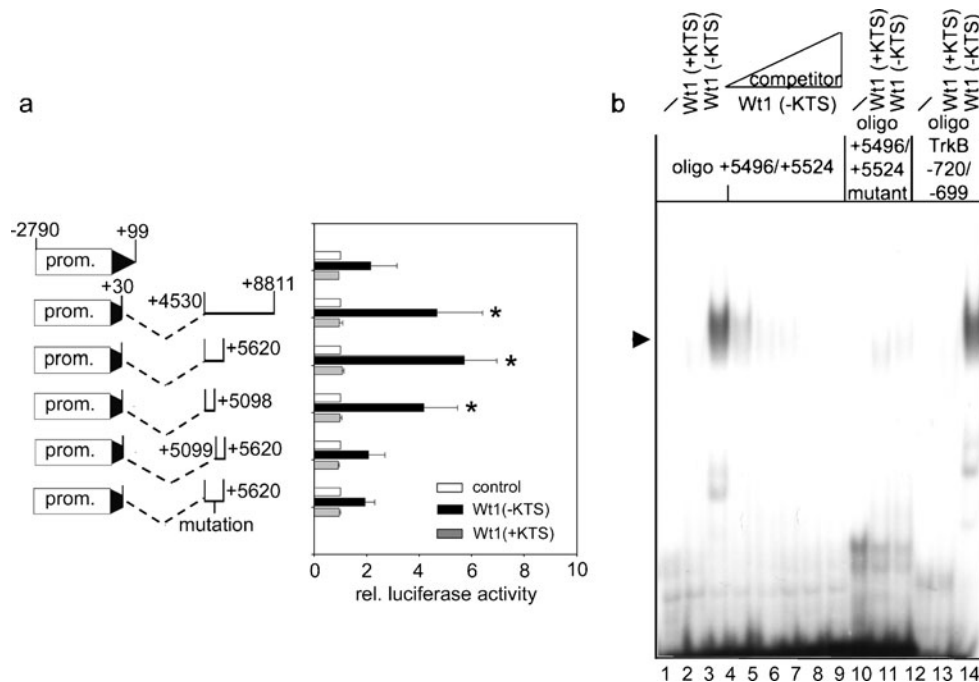 a
-2790
+99
prom.
+30
+4530
+8811
prom.
prom.
+5620
prom.
+5098
prom.
+5099
+5620
prom.
+5620
mutation
control
Wt1(-KTS)
Wt1(+KTS)
*
*
*
0 2 4 6 8 10
rel. luciferase activity
b
Wt1 (+KTS)
Wt1 (-KTS)
competitor
Wt1 (-KTS)
Wt1 (+KTS)
Wt1 (-KTS)
Wt1 (+KTS)
Wt1 (-KTS)
oligo +5496/+5524
oligo
+5496/
+5524
mutant
oligo
TrkB
-720/
-699
1 2 3 4 5 6 7 8 9 10 11 12 13 14